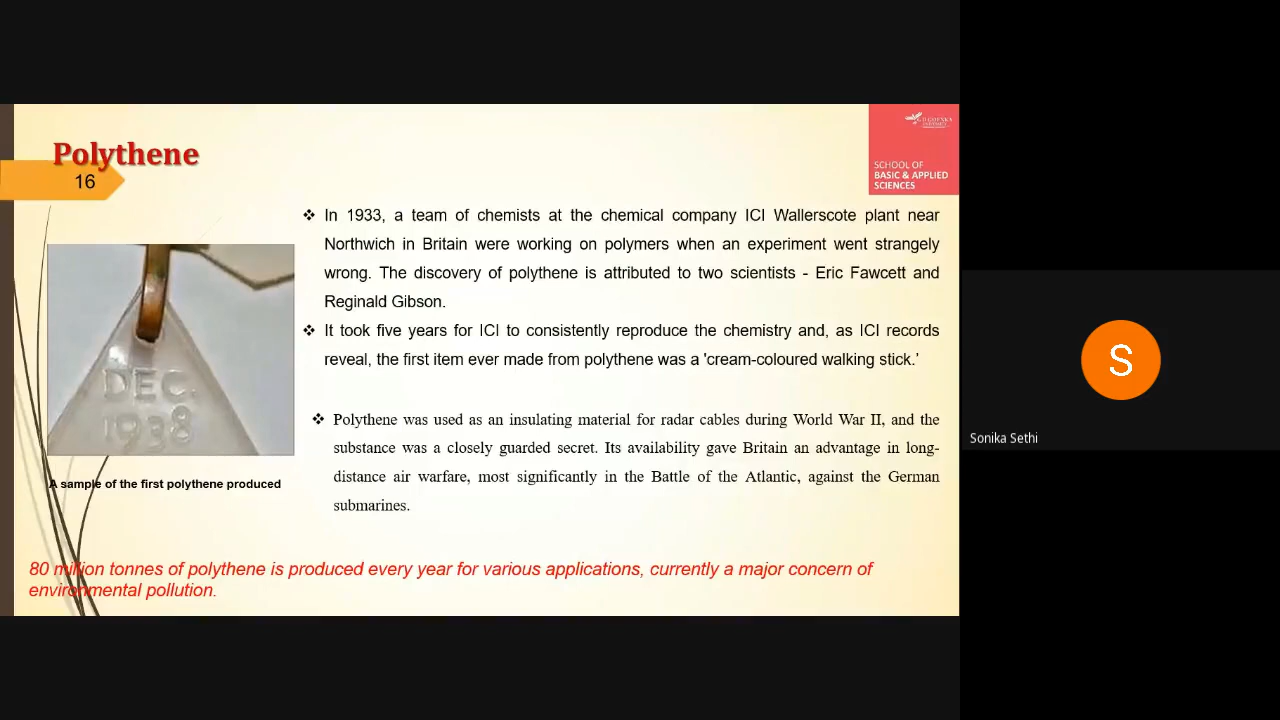 Polythene
16
SCHOOL OF
BASIC & APPLIED
SCIENCES
❖ In 1933, a team of chemists at the chemical company ICI Wallerscote plant near
Northwich in Britain were working on polymers when an experiment went strangely
wrong. The discovery of polythene is attributed to two scientists - Eric Fawcett and
Reginald Gibson.
❖ It took five years for ICI to consistently reproduce the chemistry and, as ICI records
reveal, the first item ever made from polythene was a 'cream-coloured walking stick.’
DEC.
1938
A sample of the first polythene produced
❖ Polythene was used as an insulating material for radar cables during World War II, and the
substance was a closely guarded secret. Its availability gave Britain an advantage in long-
distance air warfare, most significantly in the Battle of the Atlantic, against the German
submarines.
80 million tonnes of polythene is produced every year for various applications, currently a major concern of
environmental pollution.
S
Sonika Sethi